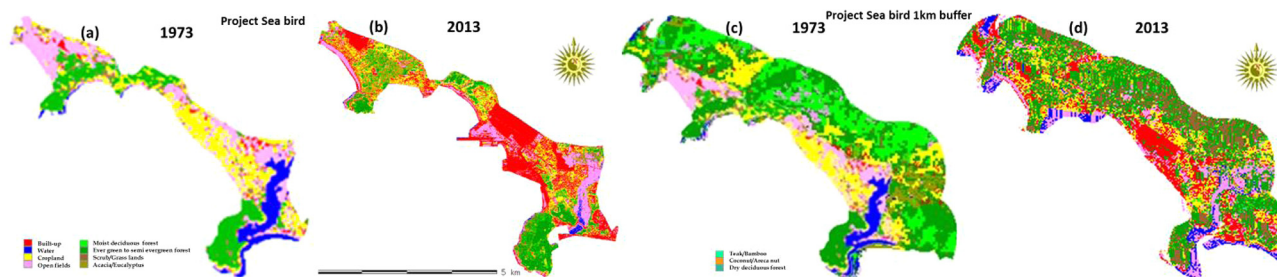 (a) 1973 Project Sea bird (b) 2013
(c) 1973 Project Sea bird 1km buffer (d) 2013
Built-up
Water
Cropland
Open fields
Moist deciduous forest
Ever green to semi evergreen forest
Scrub/Grass lands
Acacia/Eucalyptus
5 km
Teak/Bamboo
Coconut/Areca nut
Dry deciduous forest